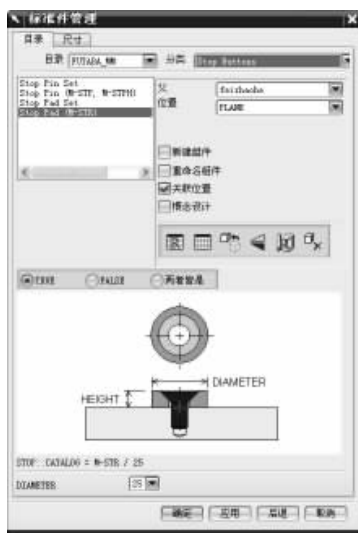 标准件管理
目录 尺寸
目录 FUTABA_MM 分类 Stop Buttons
Stop Pin Set
Stop Pin (M-STP, M-STPH)
Stop Pad Set
Stop Pad (M-STR)
父
位置 PLANE
新建组件
重命名组件
关联位置
概念设计
TRUE FALSE 两者皆是
DIAMETER
HEIGHT
STOP CATALOG = M-STR / 25
DIAMETER 25
确定 应用 后退 取消